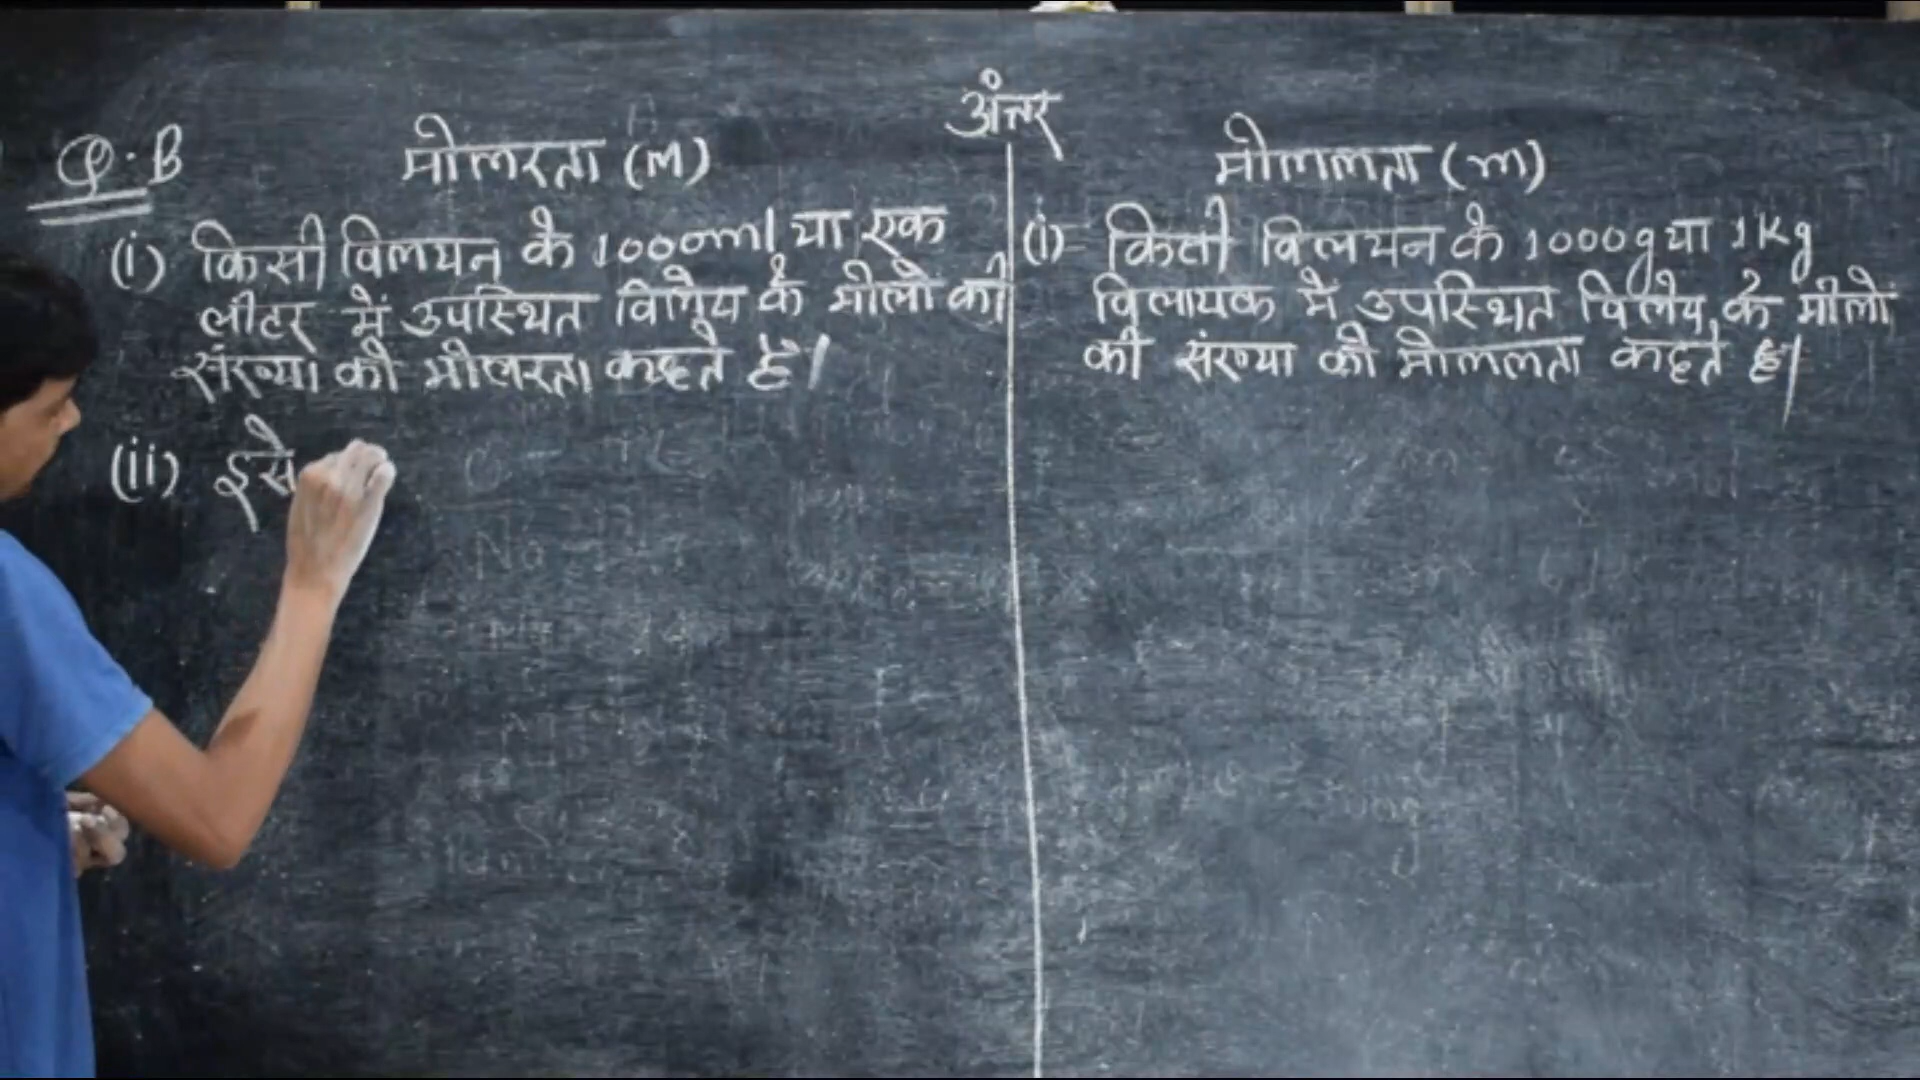 अंतर
Q.B मोलरता (M)
(i) किसी विलयन के 1000ml या एक
लीटर में उपस्थित विलेय के मोलो की
संख्या को मोलरता कहते है।
(ii) इसे
मोललता (m)
(i) किसी विलयन के 1000g या 1Kg
विलायक में उपस्थित विलेय के मोलों
की संख्या को मोललता कहते है।